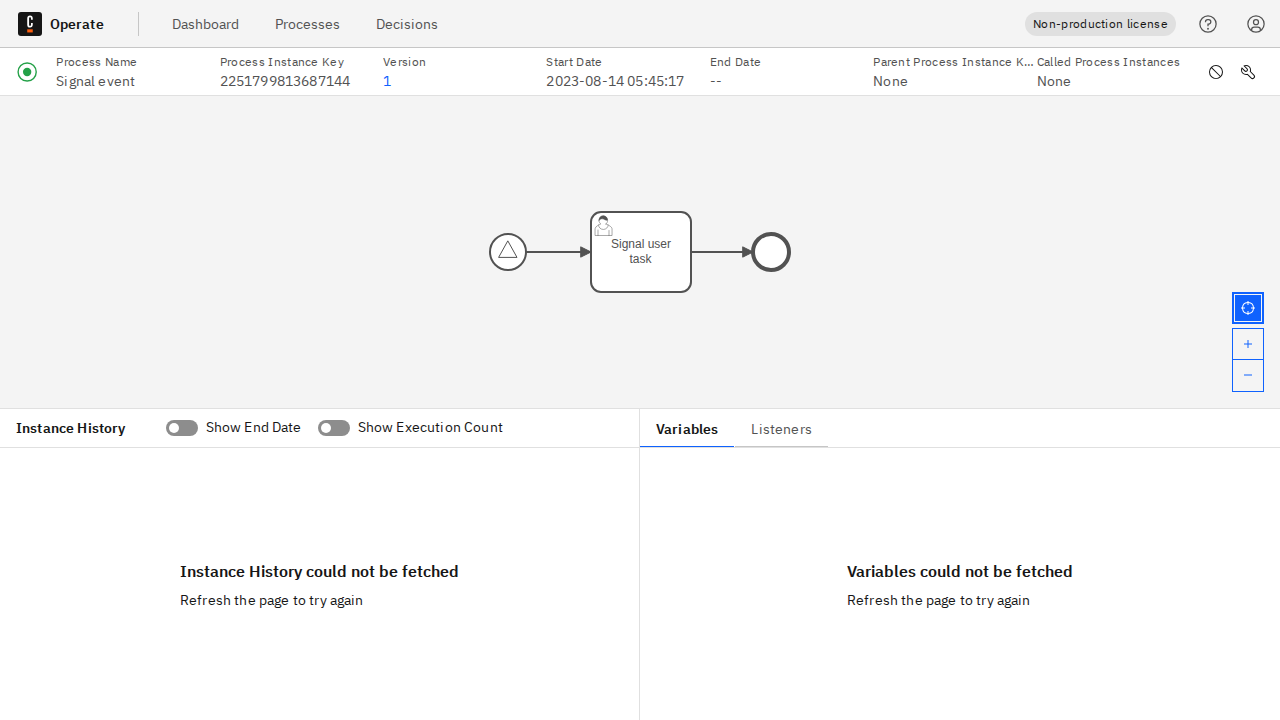 Operate
Dashboard
Processes
Decisions
Non-production license
Process Name
Signal event
Process Instance Key
2251799813687144
Version
1
Start Date
2023-08-14 05:45:17
End Date
--
Parent Process Instance K...
None
Called Process Instances
None
Signal user
task
Instance History
Show End Date
Show Execution Count
Variables
Listeners
Instance History could not be fetched
Refresh the page to try again
Variables could not be fetched
Refresh the page to try again